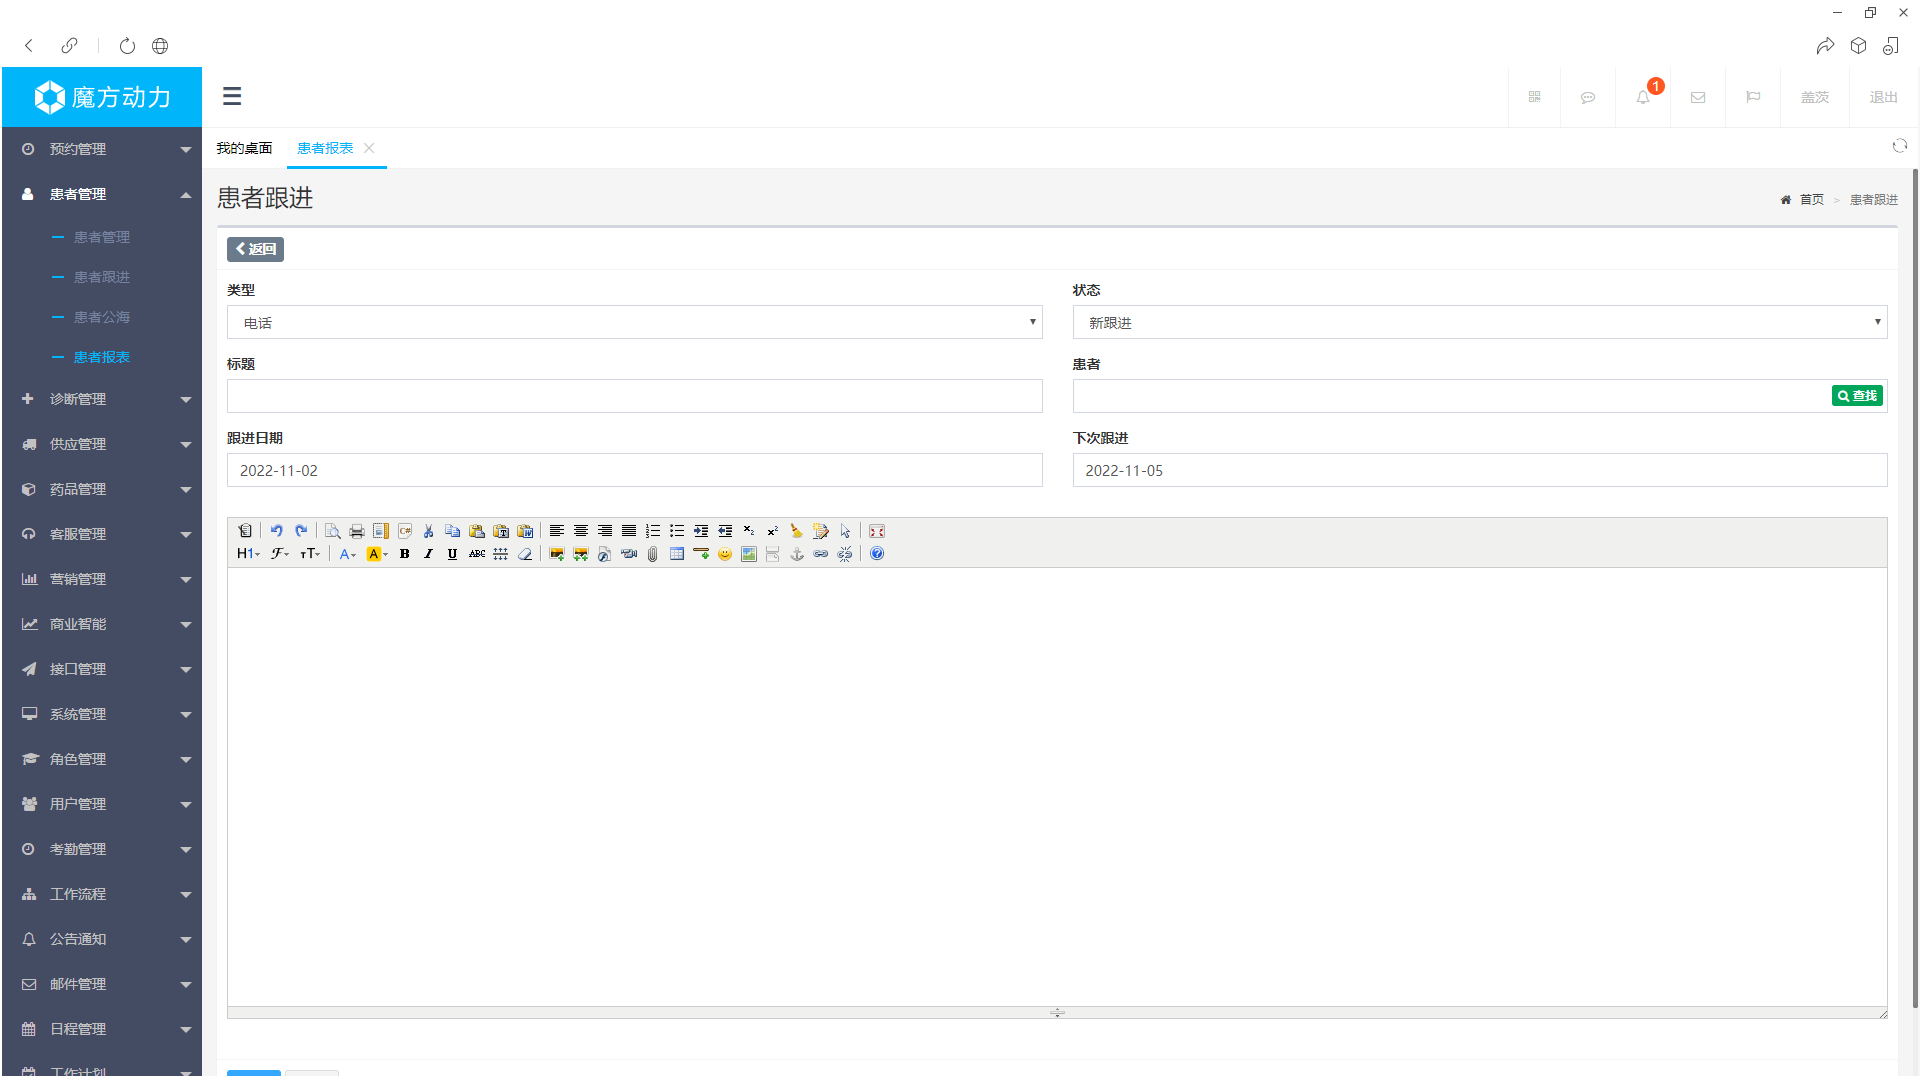 魔方动力
1
盖茨
退出
预约管理
患者管理
患者管理
患者跟进
患者公海
患者报表
诊断管理
供应管理
药品管理
客服管理
营销管理
商业智能
接口管理
系统管理
角色管理
用户管理
考勤管理
工作流程
公告通知
邮件管理
日程管理
工作计划
我的桌面
患者报表
患者跟进
首页 > 患者跟进
返回
类型
状态
电话
新跟进
标题
患者
查找
跟进日期
下次跟进
2022-11-02
2022-11-05